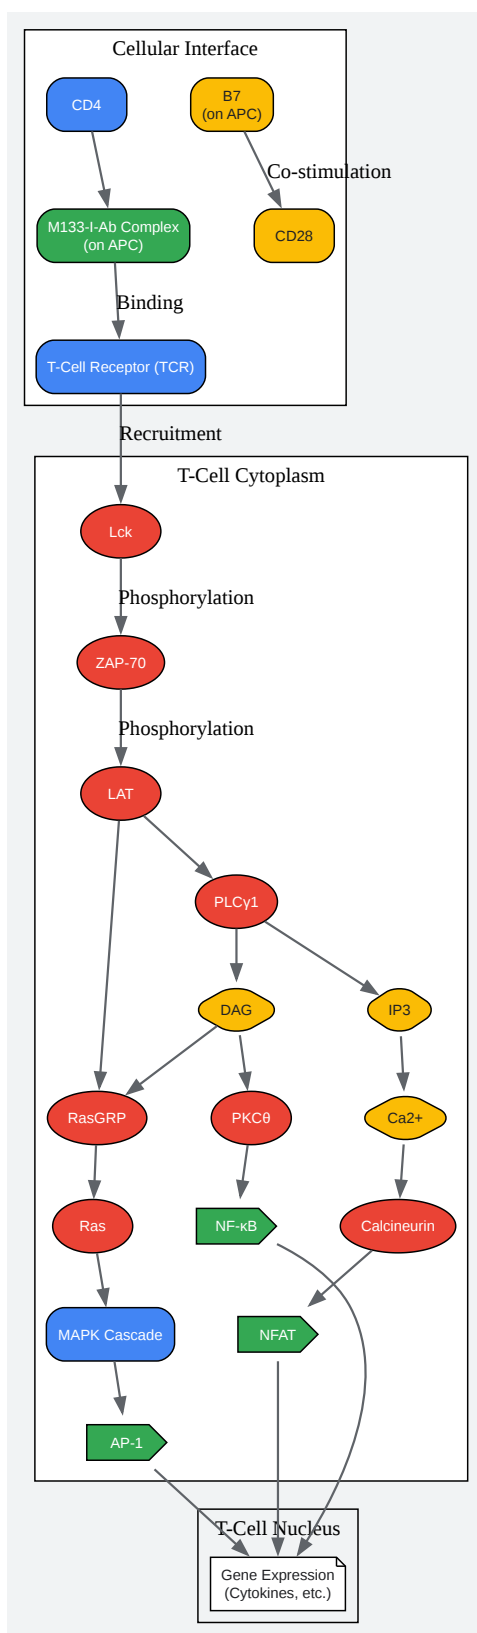 Cellular Interface
CD4
B7
(on APC)
Co-stimulation
M133-I-Ab Complex
(on APC)
CD28
Binding
T-Cell Receptor (TCR)
Recruitment
T-Cell Cytoplasm
Lck
Phosphorylation
ZAP-70
Phosphorylation
LAT
PLCγ1
DAG
IP3
RasGRP
PKCθ
Ca2+
Ras
NF-κB
Calcineurin
MAPK Cascade
NFAT
AP-1
T-Cell Nucleus
Gene Expression
(Cytokines, etc.)